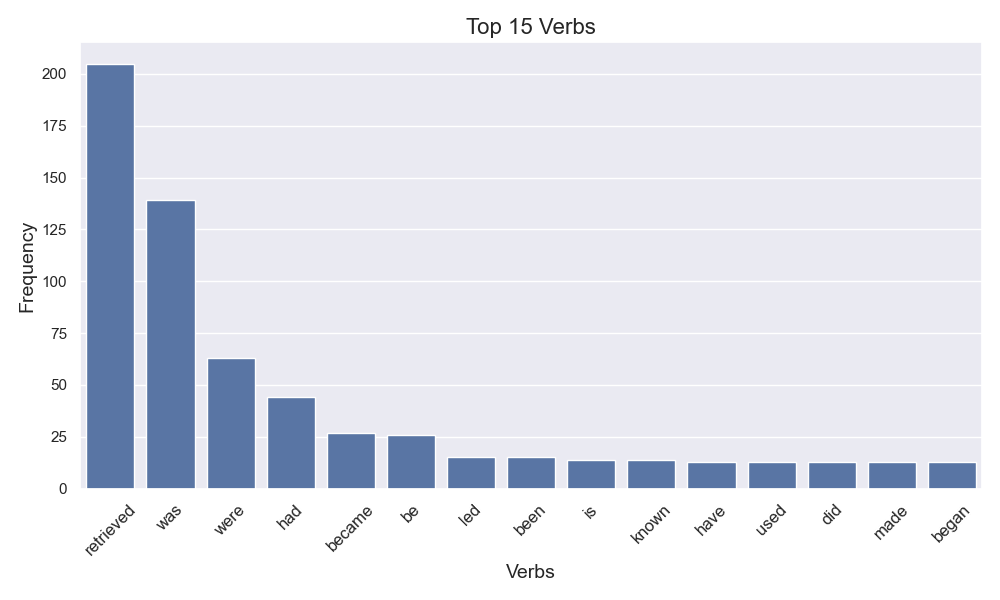 Top 15 Verbs
Frequency
200
175
150
125
100
75
50
25
0
retrieved
was
were
had
became
be
led
been
is
known
have
used
did
made
began
Verbs